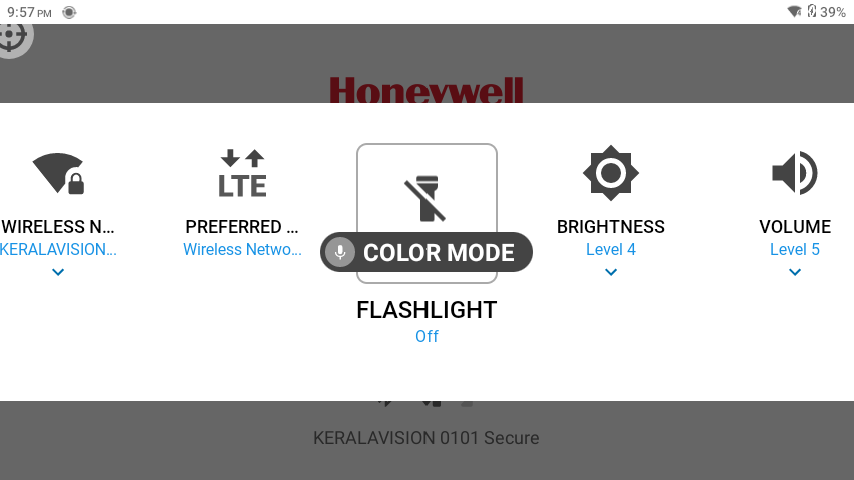 9:57 PM
39%
Honeywell
LTE
WIRELESS N...
PREFERRED ...
BRIGHTNESS
VOLUME
KERALAVISION...
Wireless Netwo...
COLOR MODE
Level 4
Level 5
FLASHLIGHT
Off
KERALAVISION 0101 Secure